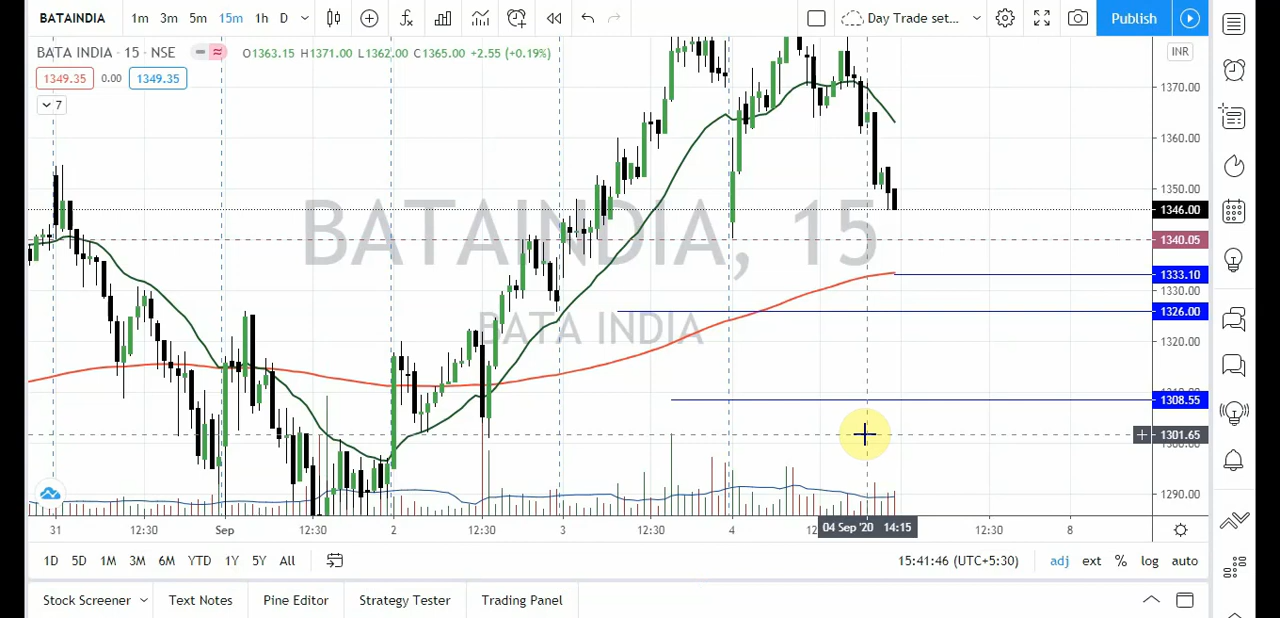 BATAINDIA 1m 3m 5m 15m 1h D Day Trade set... Publish
BATA INDIA · 15 · NSE O1363.15 H1371.00 L1362.00 C1365.00 +2.55 (+0.19%) INR
1349.35 0.00 1349.35
7
1370.00
1360.00
1350.00
BATAINDIA, 15
1346.00
1340.05
1333.10
1330.00
BATA INDIA
1326.00
1320.00
1308.55
1301.65
1290.00
31 12:30 Sep 12:30 2 12:30 3 12:30 4 04 Sep '20 14:15 12:30 8
1D 5D 1M 3M 6M YTD 1Y 5Y All 15:41:46 (UTC+5:30) adj ext % log auto
Stock Screener Text Notes Pine Editor Strategy Tester Trading Panel